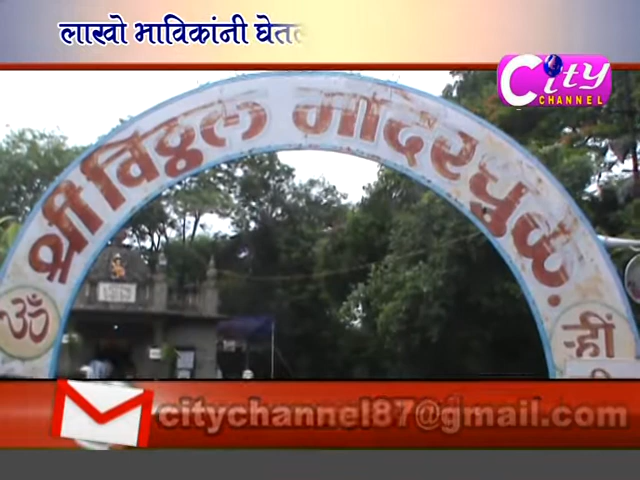 लाखो भाविकांनी घेतल
City
CHANNEL
श्री विठ्ठल मंदिर धुळे.
ॐ
ह्रीं
citychannel87@gmail.com